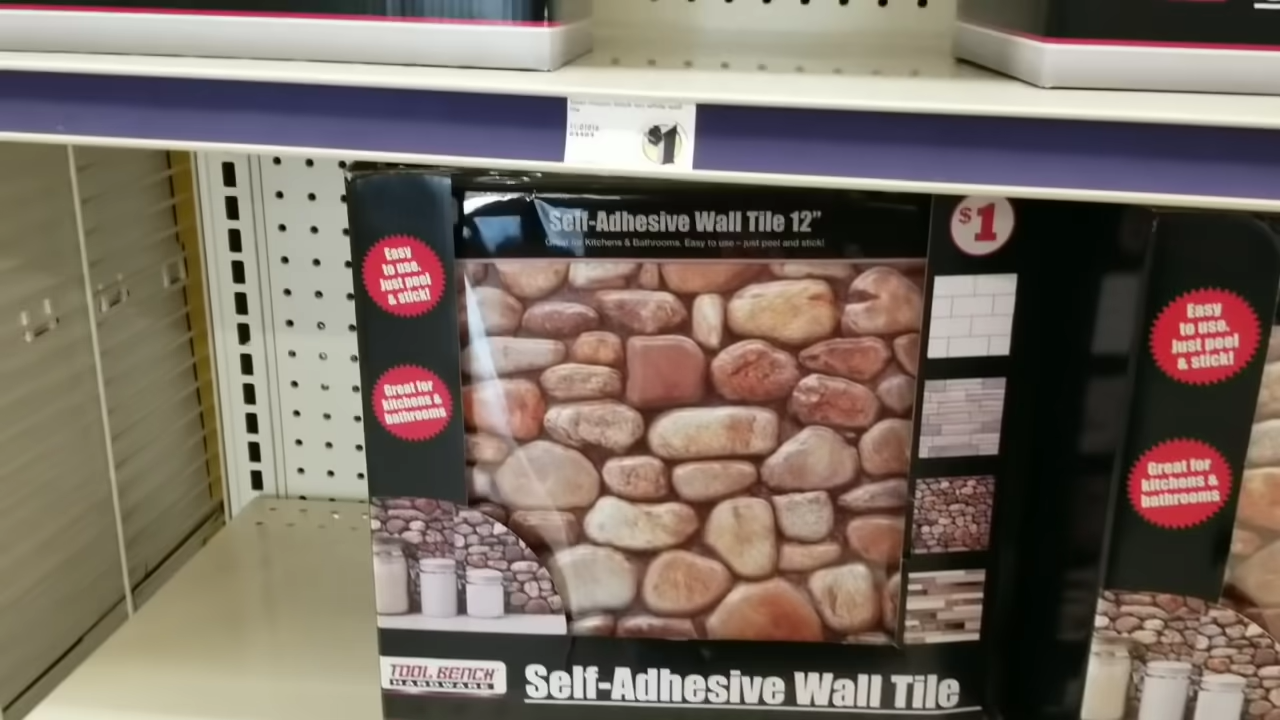 $1
Self-Adhesive Wall Tile 12”
Great for Kitchens & Bathrooms. Easy to use – just peel and stick!
$1
Easy
to use.
Just peel
& stick!
Great for
kitchens &
bathrooms
TOOL BENCH
HARDWARE
Self-Adhesive Wall Tile
Easy
to use.
Just peel
& stick!
Great for
kitchens &
bathrooms